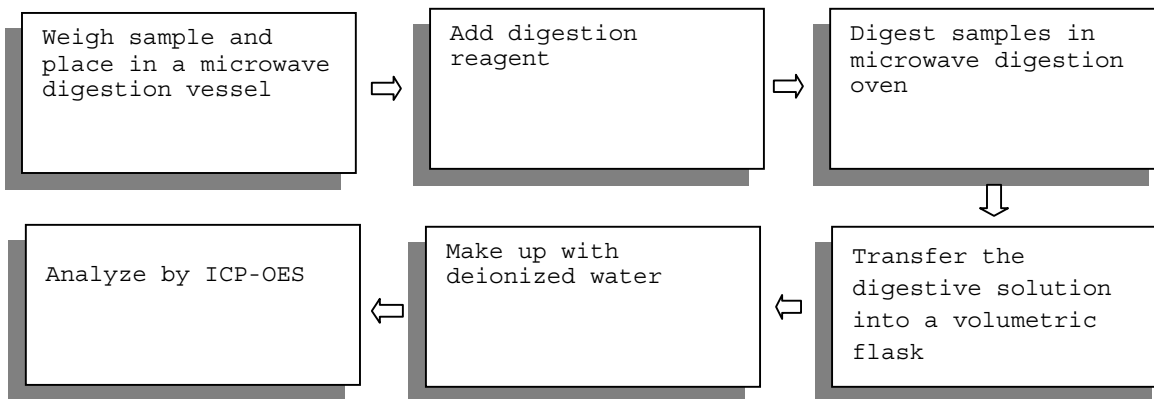 Weigh sample and
place in a microwave
digestion vessel
Add digestion
reagent
Digest samples in
microwave digestion
oven
Transfer the
digestive solution
into a volumetric
flask
Make up with
deionized water
Analyze by ICP-OES